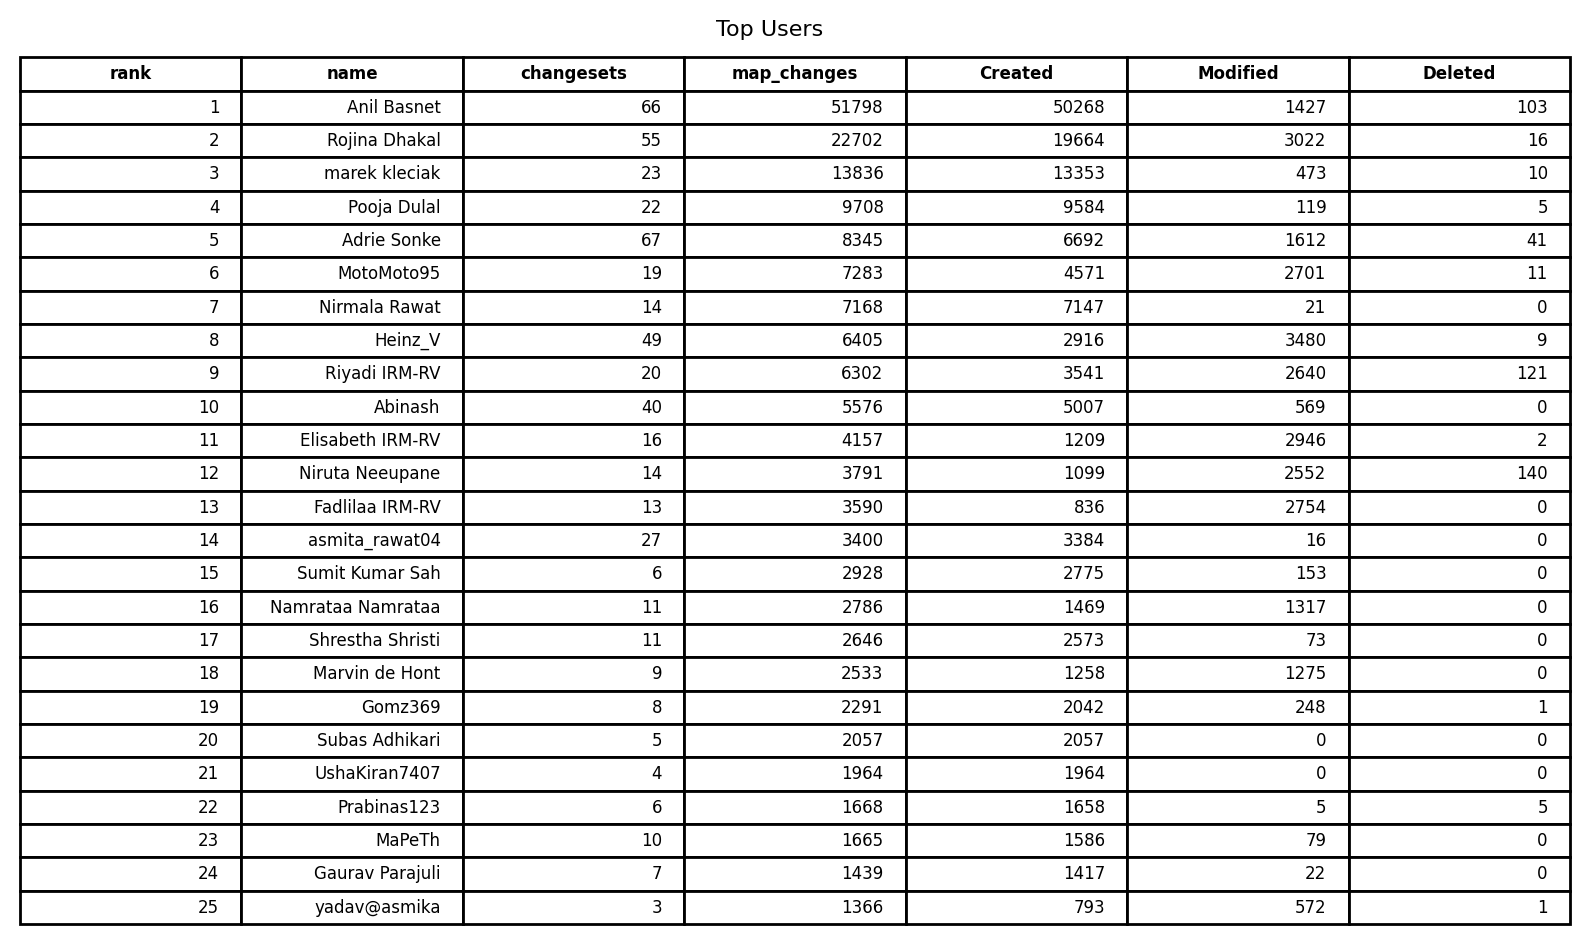 Top Users
rank name changesets map_changes Created Modified Deleted
1 Anil Basnet 66 51798 50268 1427 103
2 Rojina Dhakal 55 22702 19664 3022 16
3 marek kleciak 23 13836 13353 473 10
4 Pooja Dulal 22 9708 9584 119 5
5 Adrie Sonke 67 8345 6692 1612 41
6 MotoMoto95 19 7283 4571 2701 11
7 Nirmala Rawat 14 7168 7147 21 0
8 Heinz_V 49 6405 2916 3480 9
9 Riyadi IRM-RV 20 6302 3541 2640 121
10 Abinash 40 5576 5007 569 0
11 Elisabeth IRM-RV 16 4157 1209 2946 2
12 Niruta Neeupane 14 3791 1099 2552 140
13 Fadlilaa IRM-RV 13 3590 836 2754 0
14 asmita_rawat04 27 3400 3384 16 0
15 Sumit Kumar Sah 6 2928 2775 153 0
16 Namrataa Namrataa 11 2786 1469 1317 0
17 Shrestha Shristi 11 2646 2573 73 0
18 Marvin de Hont 9 2533 1258 1275 0
19 Gomz369 8 2291 2042 248 1
20 Subas Adhikari 5 2057 2057 0 0
21 UshaKiran7407 4 1964 1964 0 0
22 Prabinas123 6 1668 1658 5 5
23 MaPeTh 10 1665 1586 79 0
24 Gaurav Parajuli 7 1439 1417 22 0
25 yadav@asmika 3 1366 793 572 1